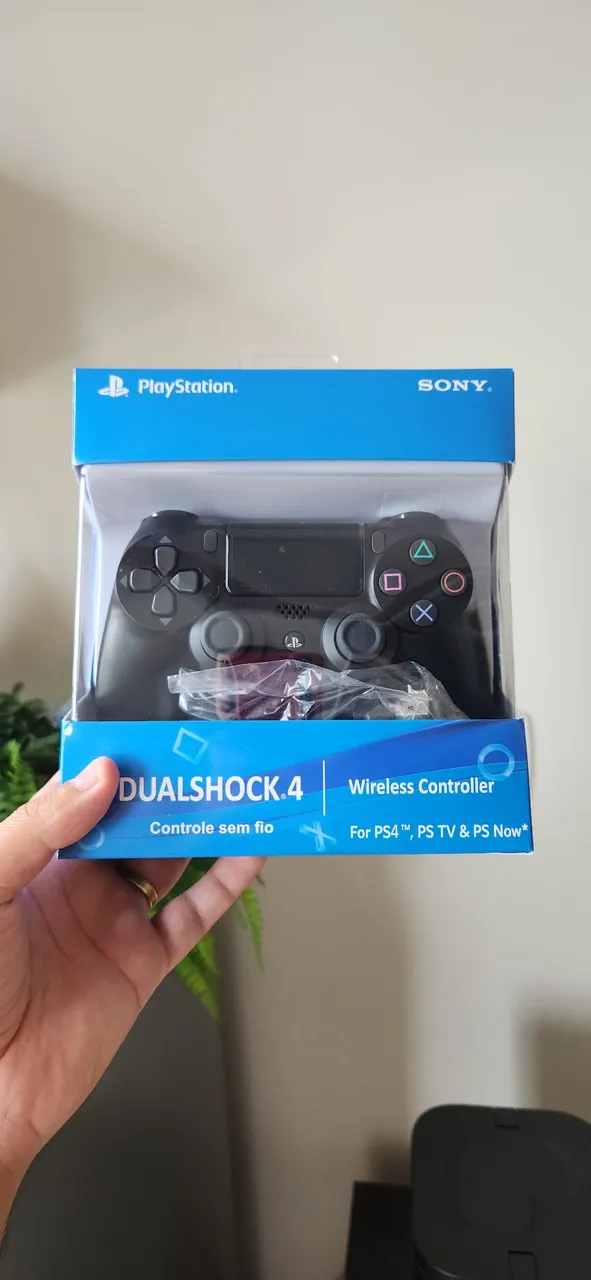 PlayStation®
SONY®
DUALSHOCK®4
Wireless Controller
Controle sem fio
For PS4™, PS TV & PS Now*